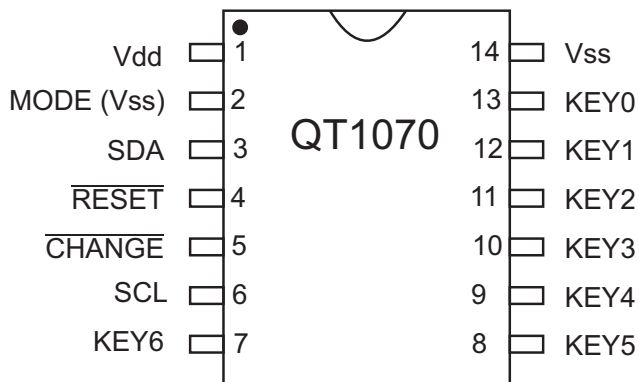 Vdd 1 14 Vss
MODE (Vss) 2 13 KEY0
QT1070
SDA 3 12 KEY1
RESET 4 11 KEY2
CHANGE 5 10 KEY3
SCL 6 9 KEY4
KEY6 7 8 KEY5